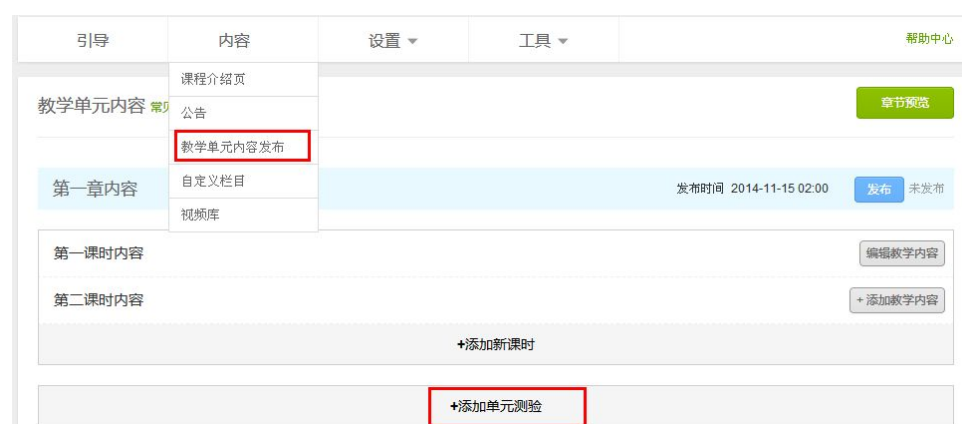 引导 内容 设置 工具 帮助中心
课程介绍页
教学单元内容 常见 公告 章节预览
教学单元内容发布
第一章内容 自定义栏目 发布时间 2014-11-15 02:00 发布 未发布
视频库
第一课时内容 编辑教学内容
第二课时内容 +添加教学内容
+添加新课时
+添加单元测验